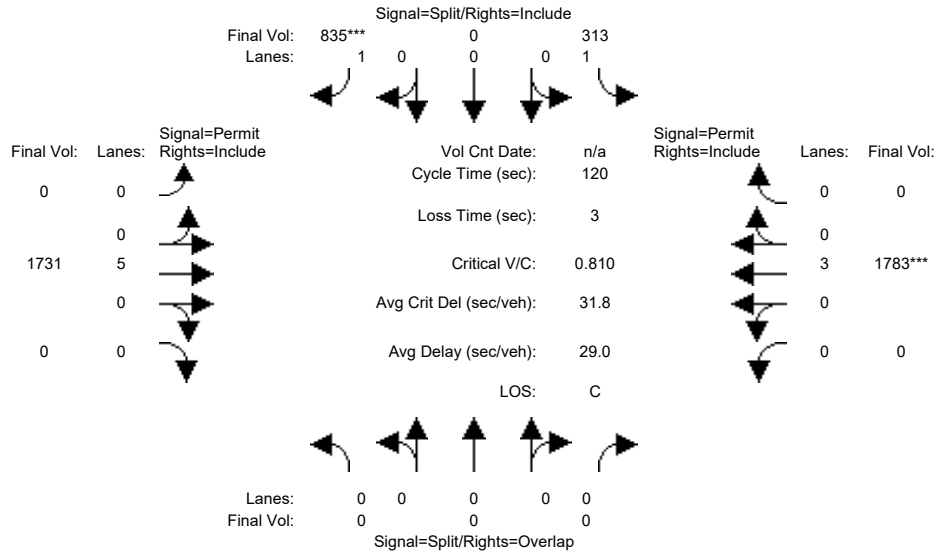 Signal=Split/Rights=Include
Final Vol: 835*** 0 313
Lanes: 1 0 0 0 1
Signal=Permit
Final Vol: Lanes: Rights=Include
Vol Cnt Date: n/a
Signal=Permit
Rights=Include Lanes: Final Vol:
Cycle Time (sec): 120
0 0
0 0
Loss Time (sec): 3
0
0
1731 5
Critical V/C: 0.810
3 1783***
0
Avg Crit Del (sec/veh): 31.8
0
0 0
Avg Delay (sec/veh): 29.0
0 0
LOS: C
Lanes: 0 0 0 0 0
Final Vol: 0 0 0
Signal=Split/Rights=Overlap